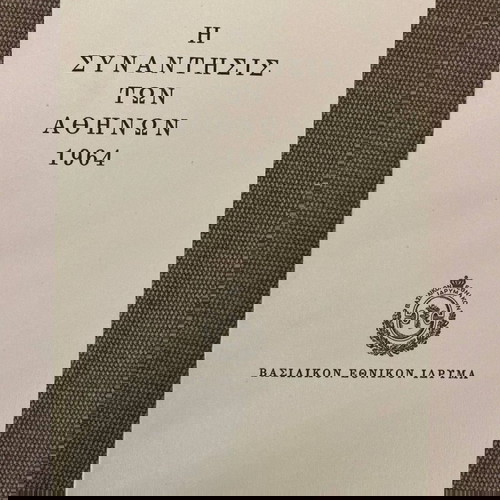 Η
ΣΥΝΑΝΤΗΣΙΣ
ΤΩΝ
ΑΘΗΝΩΝ
1964
ΒΑΣΙΛΙΚΟΝ ΕΘΝΙΚΟΝ ΙΔΡΥΜΑ